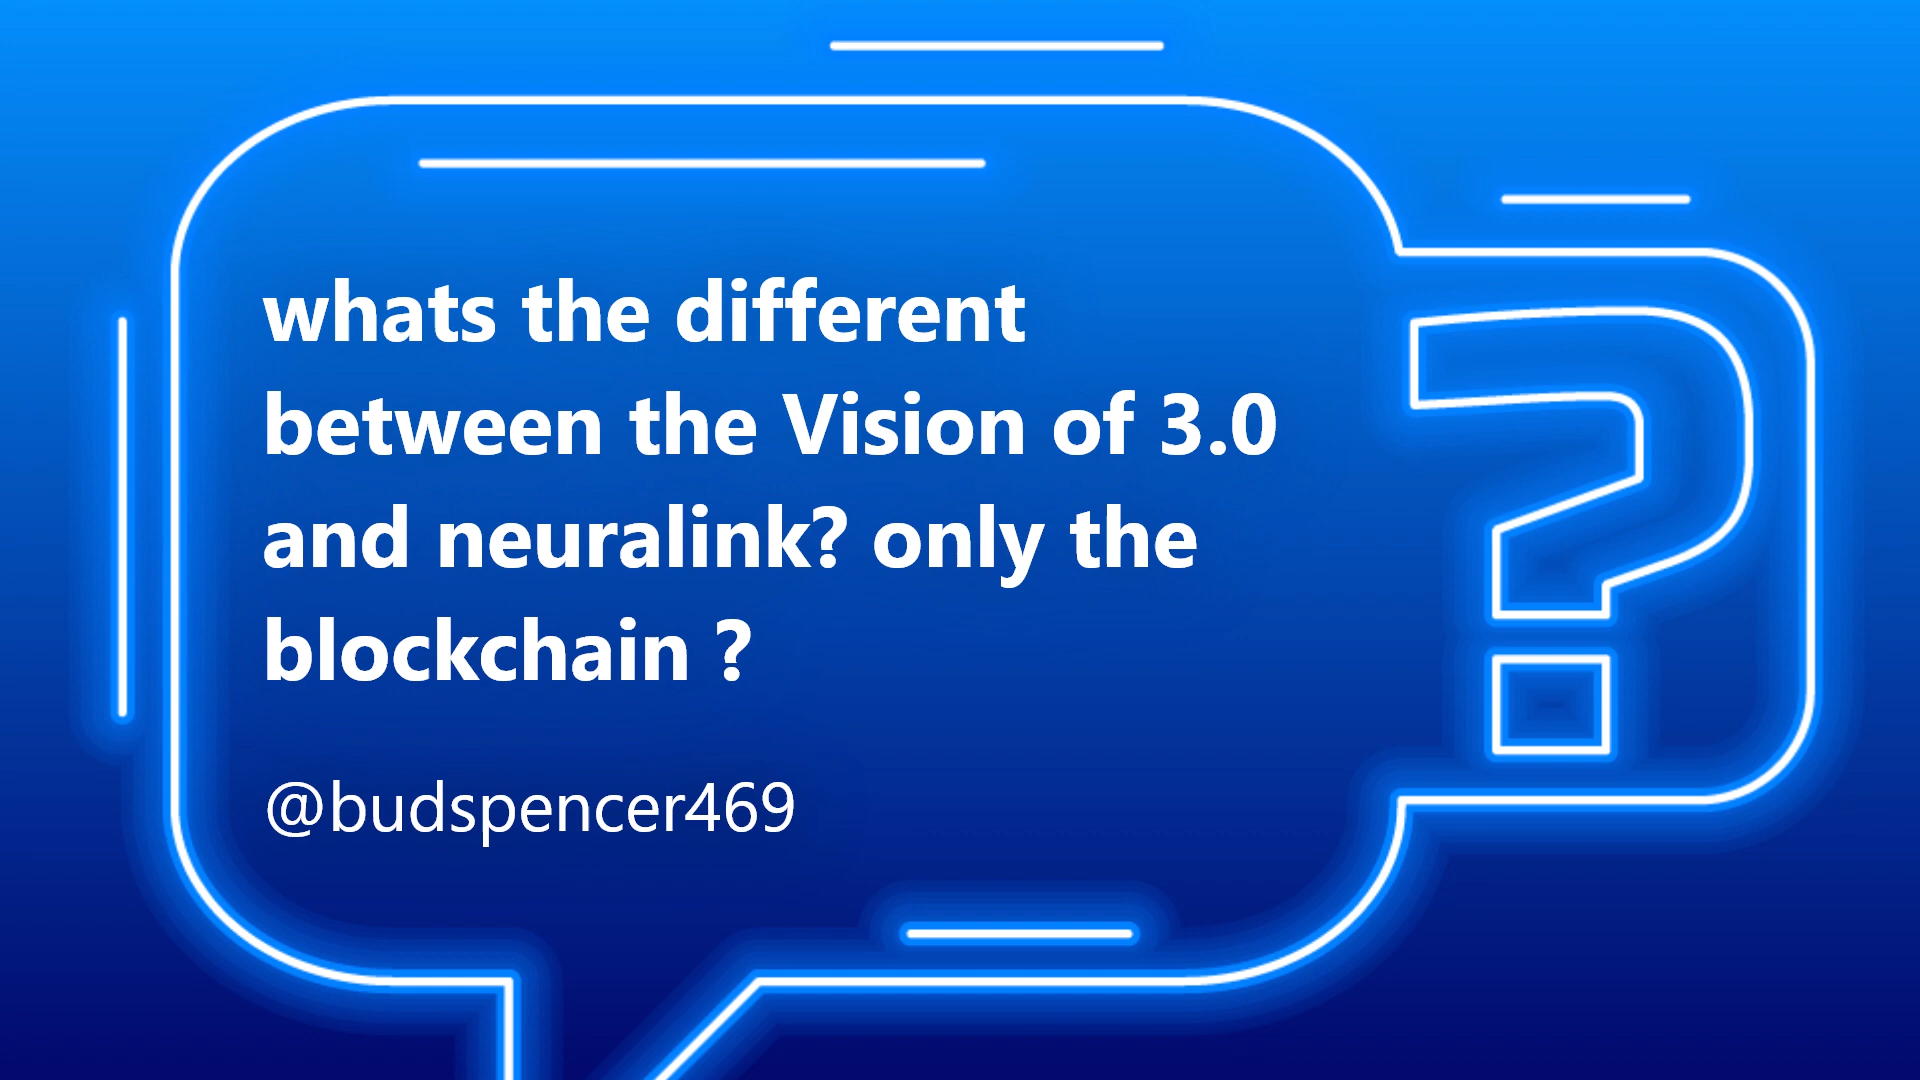 whats the different
between the Vision of 3.0
and neuralink? only the
blockchain ?
@budspencer469
?